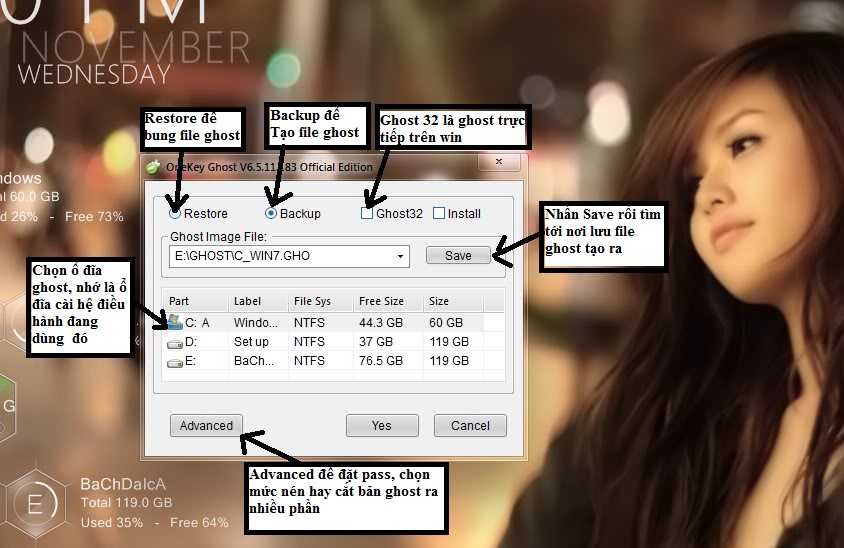 NOVEMBER
WEDNESDAY
Restore để
bung file ghost
Backup để
Tạo file ghost
Ghost 32 là ghost trực
tiếp trên win
OneKey Ghost V6.5.11.183 Official Edition
ndows
al 60.0 GB
d 26% - Free 73%
Restore
Backup
Ghost32
Install
Ghost Image File:
E:\GHOST\C_WIN7.GHO
Save
Nhấn Save rồi tìm
tới nơi lưu file
ghost tạo ra
Chọn ổ đĩa
ghost, nhớ là ổ
đĩa cài hệ điều
hành đang
dùng đó
Part Label File Sys Free Size Size
C: A Windo... NTFS 44.3 GB 60 GB
D: Set up NTFS 37 GB 119 GB
E: BaCh... NTFS 76.5 GB 119 GB
G
Advanced
Yes
Cancel
Advanced để đặt pass, chọn
mức nén hay cắt bản ghost ra
nhiều phần
E
BaChDaIcA
Total 119.0 GB
Used 35% - Free 64%